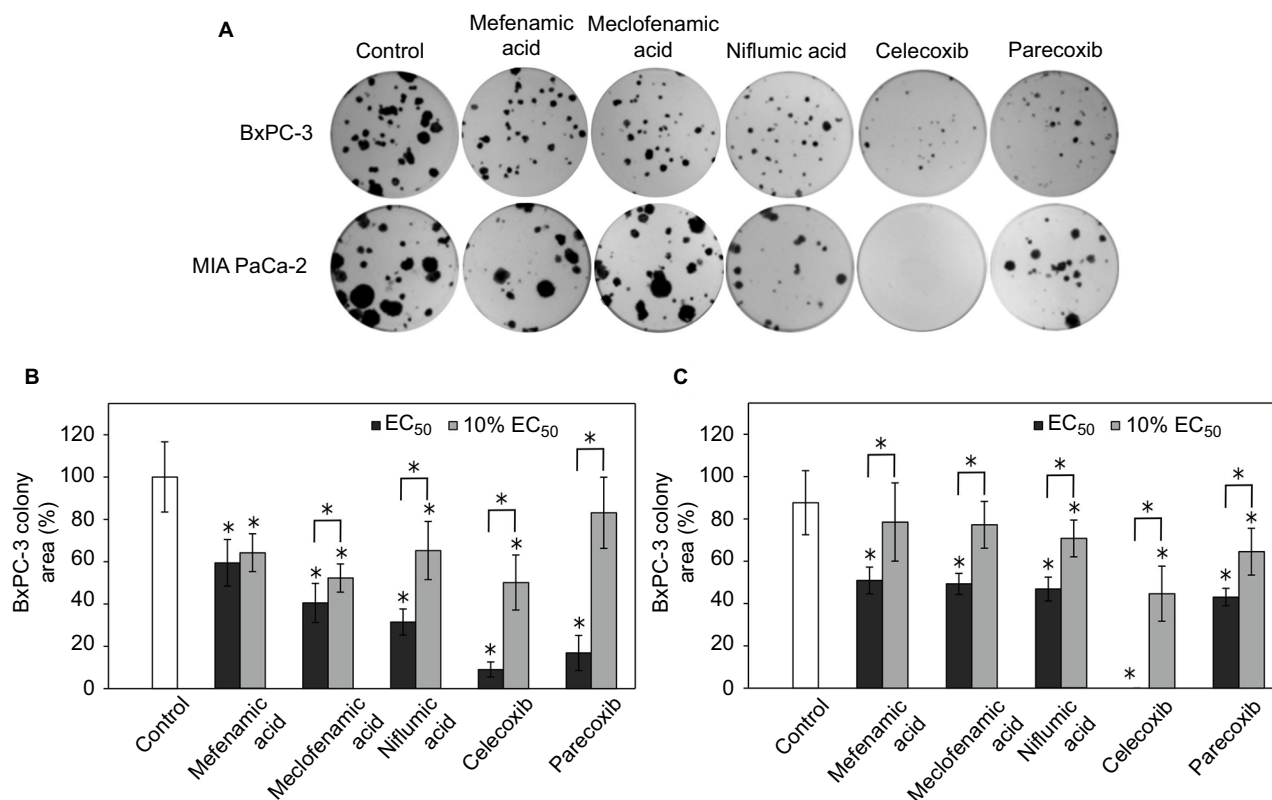 A
Control
Mefenamic
acid
Meclofenamic
acid
Niflumic acid
Celecoxib
Parecoxib
BxPC-3
MIA PaCa-2
B
BxPC-3 colony
area (%)
120
100
80
60
40
20
0
EC50
10% EC50
*
*
*
*
*
*
*
*
*
*
*
*
*
Control
Mefenamic
acid
Meclofenamic
acid
Niflumic
acid
Celecoxib
Parecoxib
C
BxPC-3 colony
area (%)
120
100
80
60
40
20
0
EC50
10% EC50
*
*
*
*
*
*
*
*
*
*
*
*
*
Control
Mefenamic
acid
Meclofenamic
acid
Niflumic
acid
Celecoxib
Parecoxib